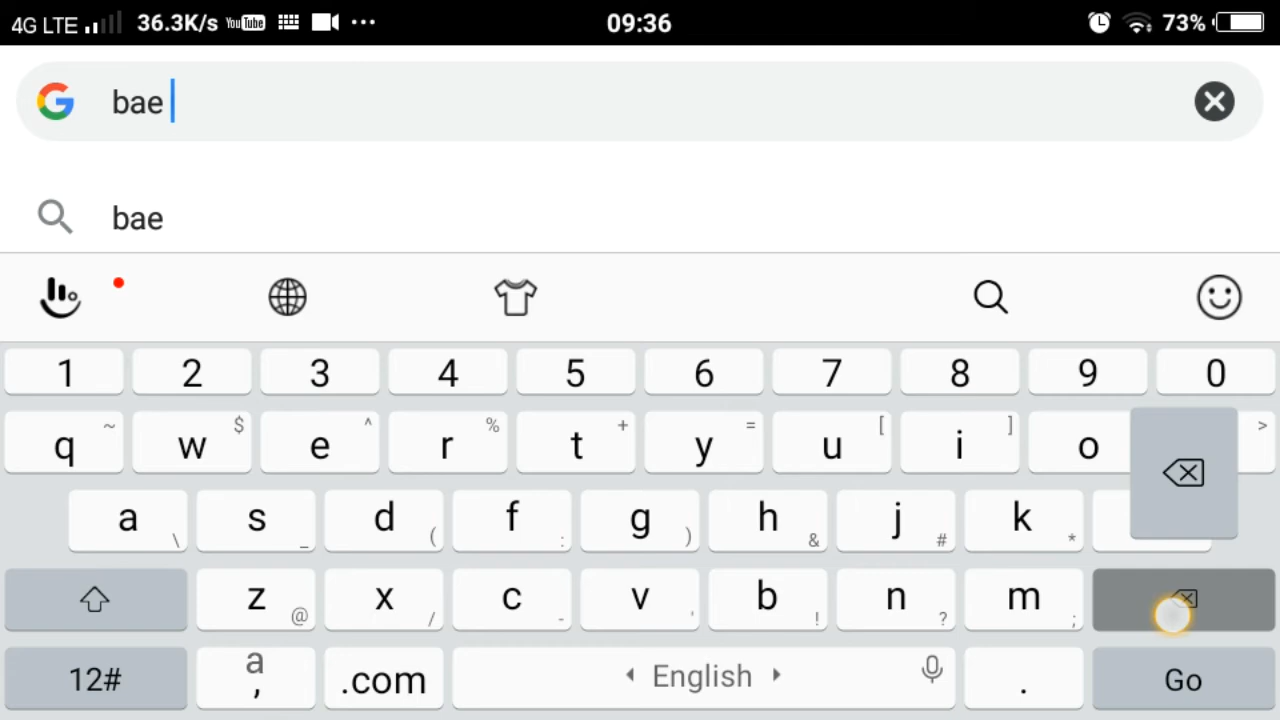 4G LTE 36.3K/s YouTube ••• 09:36 73%
G bae
bae
1 2 3 4 5 6 7 8 9 0
q ~ w $ e ^ r % t + y = u [ i ] o >
a \ s _ d ( f : g ) h & j # k *
z @ x / c - v ' b ! n ? m ;
12# a , .com English . Go